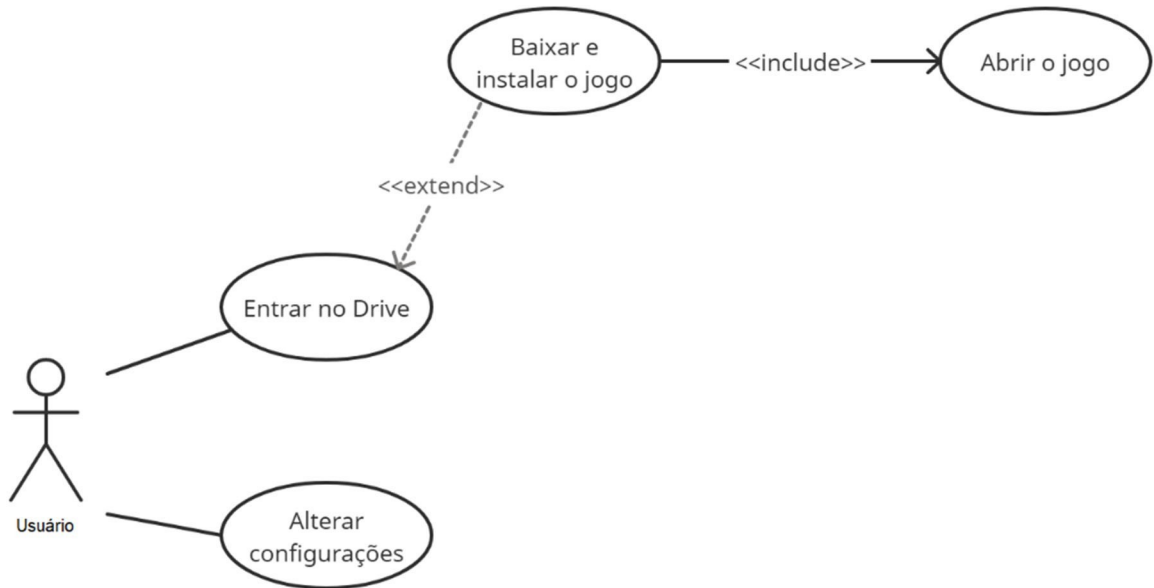 Baixar e
instalar o jogo
<<include>>
Abrir o jogo
<<extend>>
Entrar no Drive
Usuário
Alterar
configurações